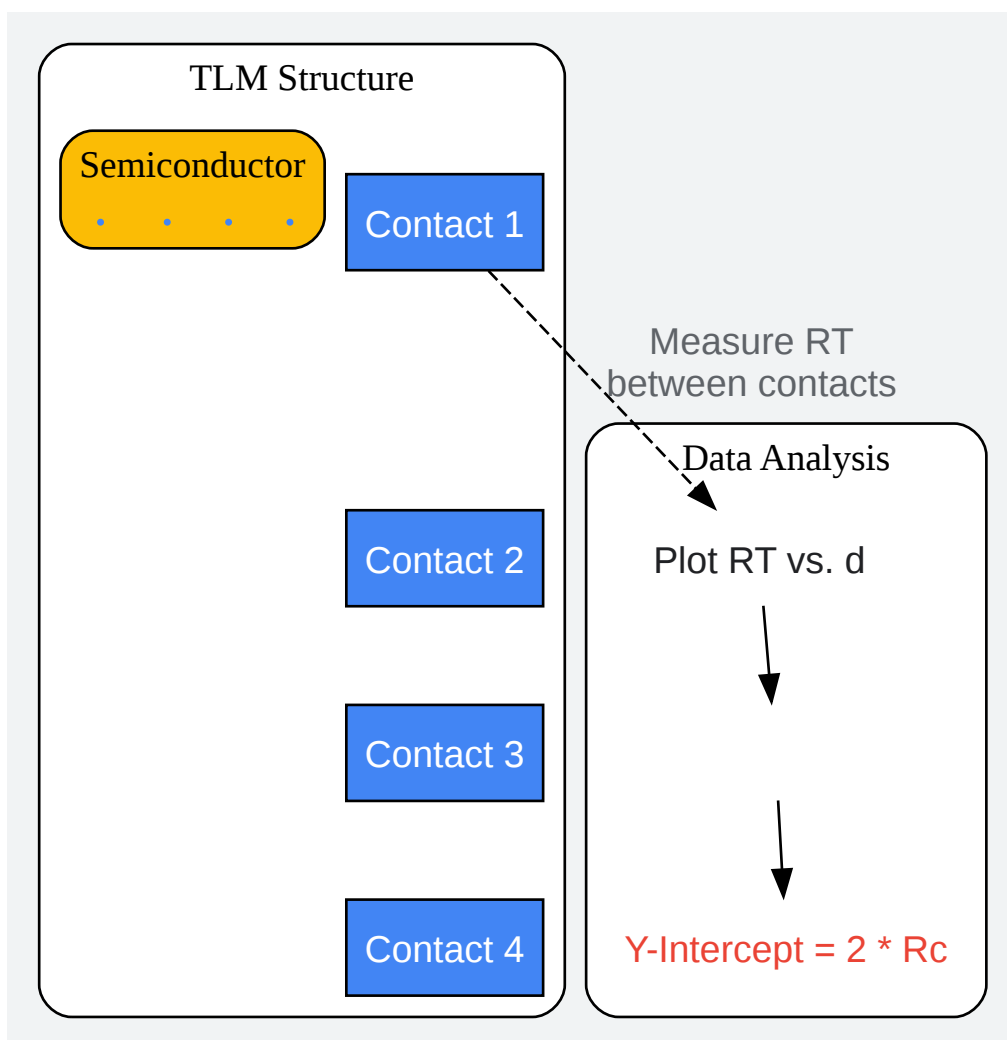 TLM Structure
Semiconductor
Contact 1
Measure RT
between contacts
Data Analysis
Contact 2
Plot RT vs. d
Contact 3
Contact 4
Y-Intercept = 2 * Rc